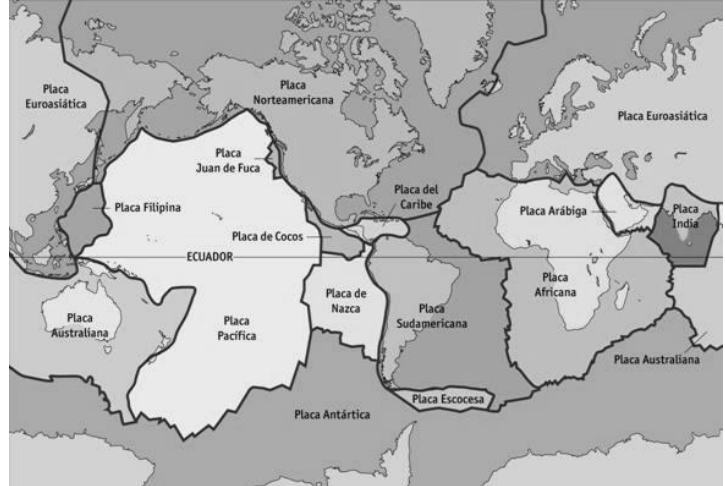 Placa
Euroasiática
Placa
Norteamericana
Placa Euroasiática
Placa
Juan de Fuca
Placa del
Caribe
Placa Filipina
Placa Arábiga
Placa
India
Placa de Cocos
ECUADOR
Placa
Australiana
Placa
Pacífica
Placa de
Nazca
Placa
Sudamericana
Placa
Africana
Placa Australiana
Placa Escocesa
Placa Antártica